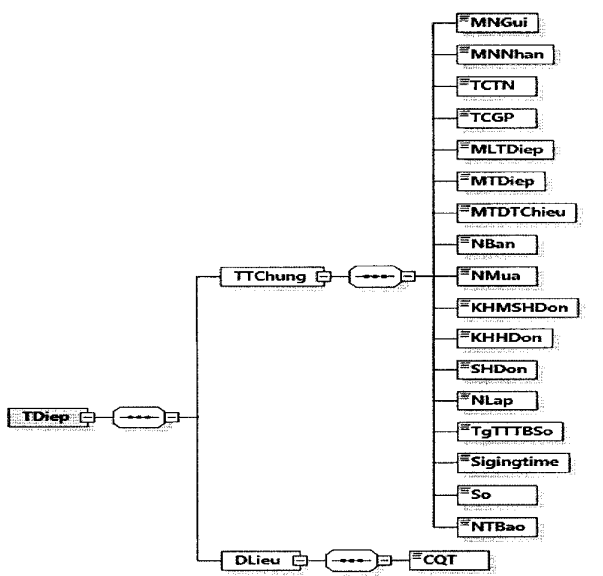 MNGui
MNNhan
TCTN
TCGP
MLTDiep
MTDiep
MTDTChieu
NBan
TTChung
NMua
KHMSHDon
KHHDon
SHDon
NLap
TDiep
TgTTTBSo
Sigingtime
So
NTBao
DLieu
CQT